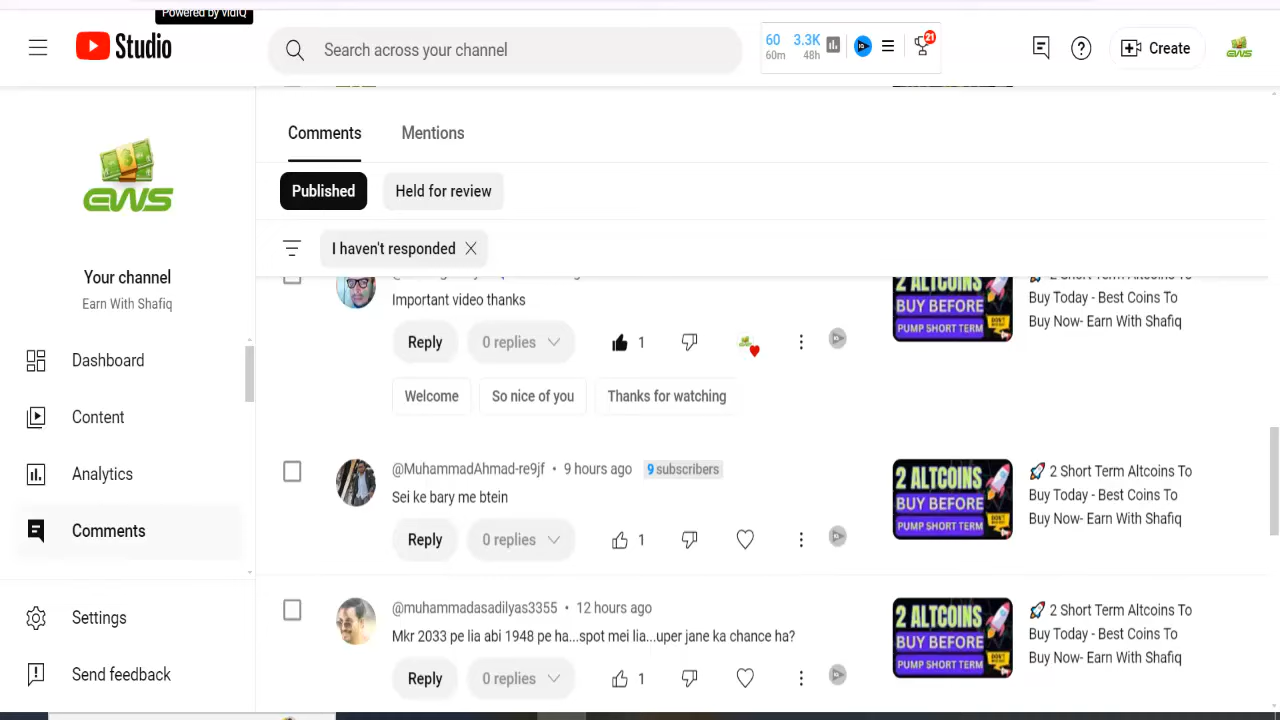 Powered by vidIQ
Studio
Search across your channel
60
60m
3.3K
48h
21
Create
EWS
EWS
Your channel
Earn With Shafiq
Dashboard
Content
Analytics
Comments
Settings
Send feedback
Comments
Mentions
Published
Held for review
I haven't responded
Important video thanks
Reply
0 replies
1
Welcome
So nice of you
Thanks for watching
2 ALTCOINS
BUY BEFORE
PUMP SHORT TERM
2 Short Term Altcoins To
Buy Today - Best Coins To
Buy Now- Earn With Shafiq
@MuhammadAhmad-re9jf • 9 hours ago
9 subscribers
Sei ke bary me btein
Reply
0 replies
1
2 ALTCOINS
BUY BEFORE
PUMP SHORT TERM
🚀 2 Short Term Altcoins To
Buy Today - Best Coins To
Buy Now- Earn With Shafiq
@muhammadasadilyas3355 • 12 hours ago
Mkr 2033 pe lia abi 1948 pe ha...spot mei lia...uper jane ka chance ha?
Reply
0 replies
1
2 ALTCOINS
BUY BEFORE
PUMP SHORT TERM
🚀 2 Short Term Altcoins To
Buy Today - Best Coins To
Buy Now- Earn With Shafiq